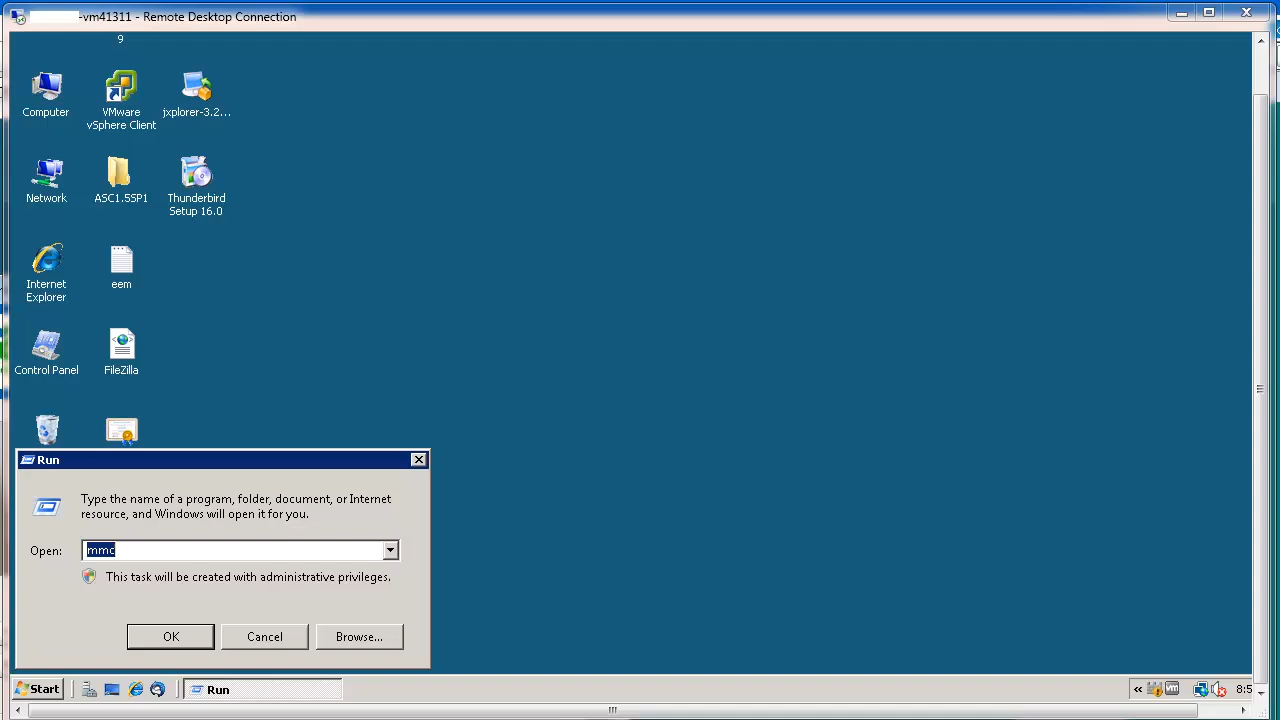 -vm41311 - Remote Desktop Connection
9
Computer
VMware
vSphere Client
jxplorer-3.2...
Network
ASC1.5SP1
Thunderbird
Setup 16.0
Internet
Explorer
eem
Control Panel
FileZilla
Run
Type the name of a program, folder, document, or Internet
resource, and Windows will open it for you.
Open:
mmc
This task will be created with administrative privileges.
OK
Cancel
Browse...
Start
Run
«
8:5